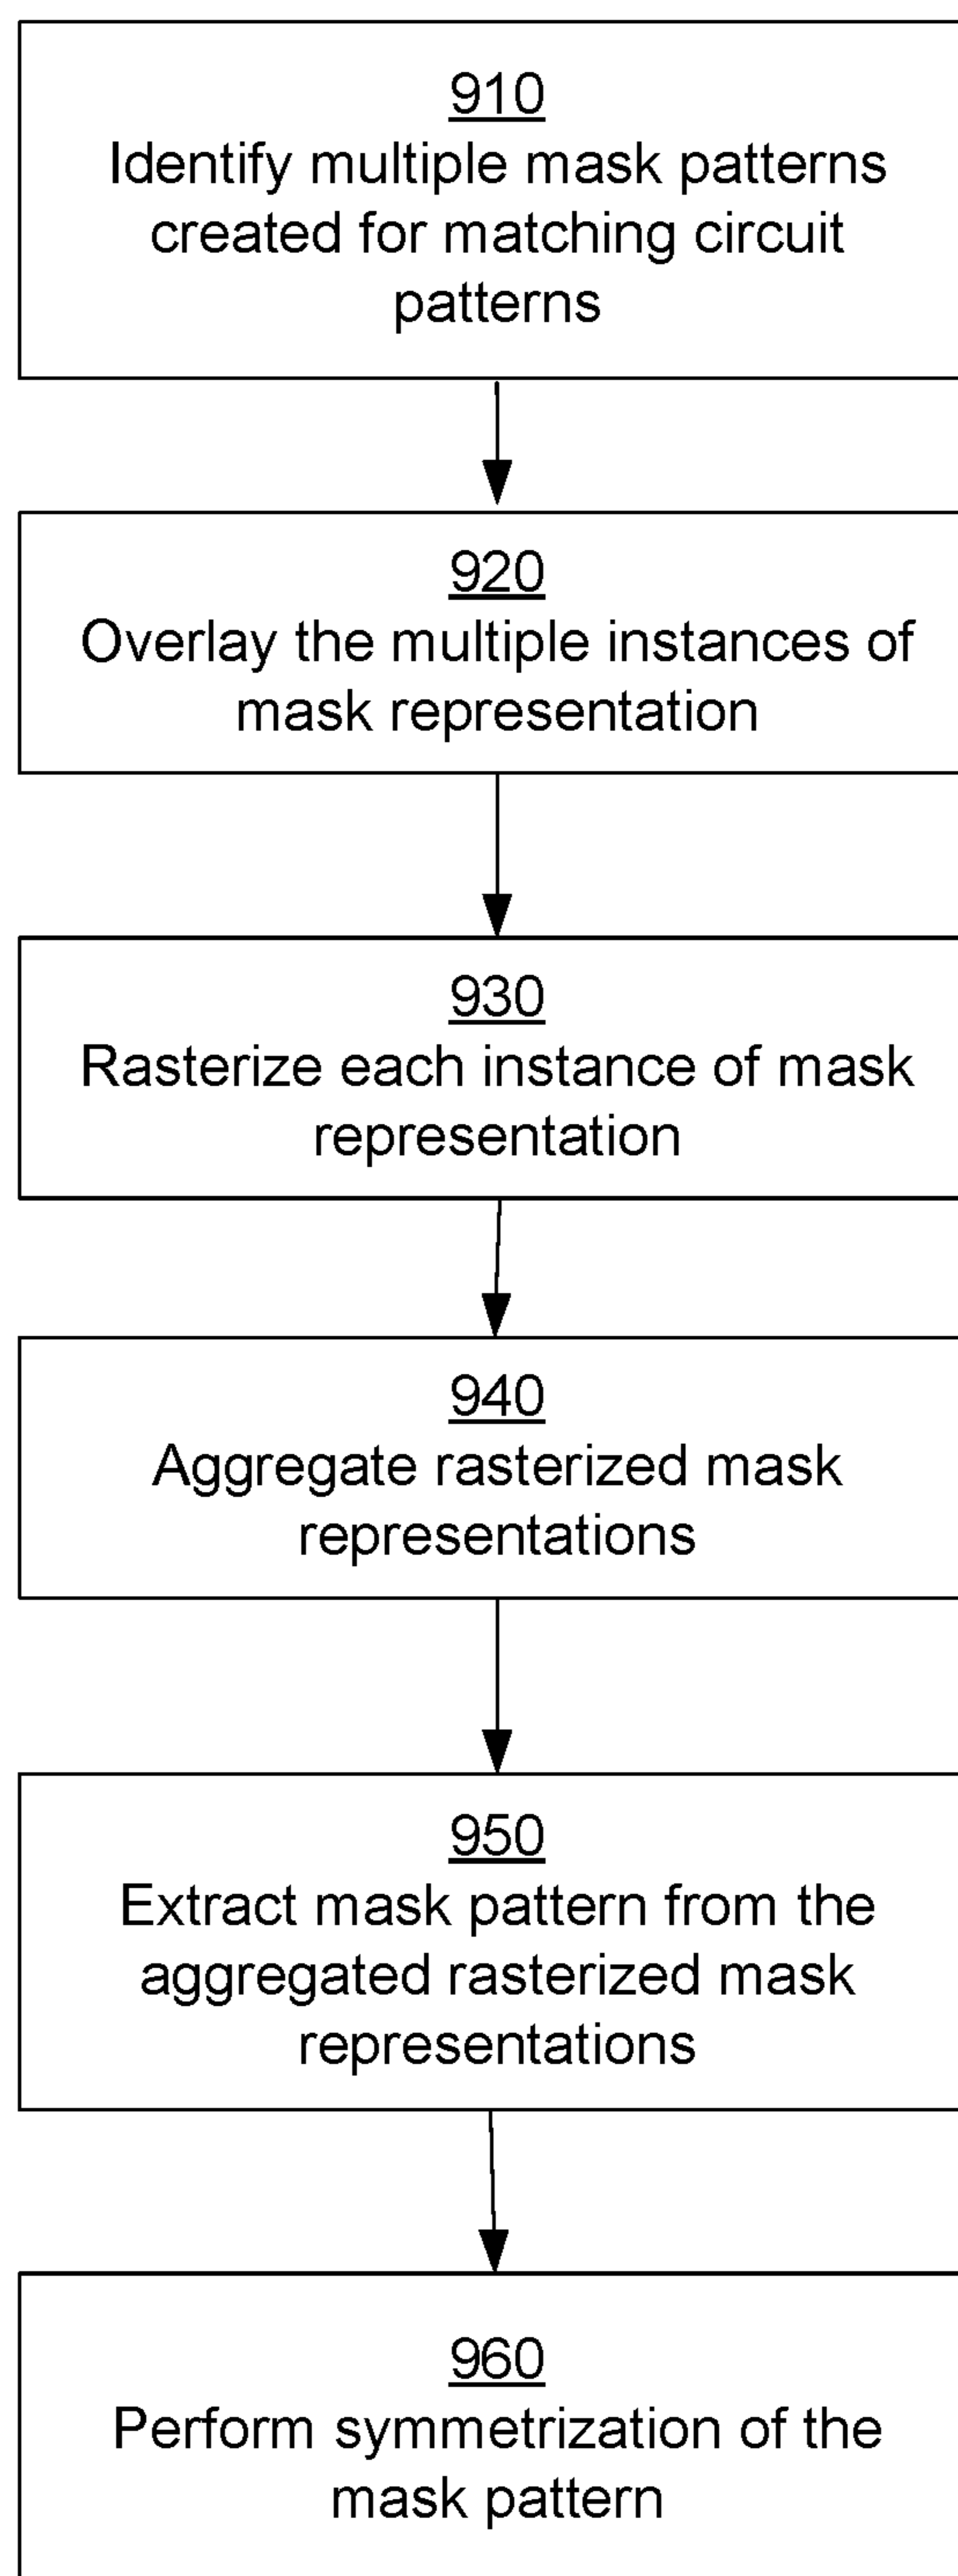 910
Identify multiple mask patterns
created for matching circuit
patterns
920
Overlay the multiple instances of
mask representation
930
Rasterize each instance of mask
representation
940
Aggregate rasterized mask
representations
950
Extract mask pattern from the
aggregated rasterized mask
representations
960
Perform symmetrization of the
mask pattern